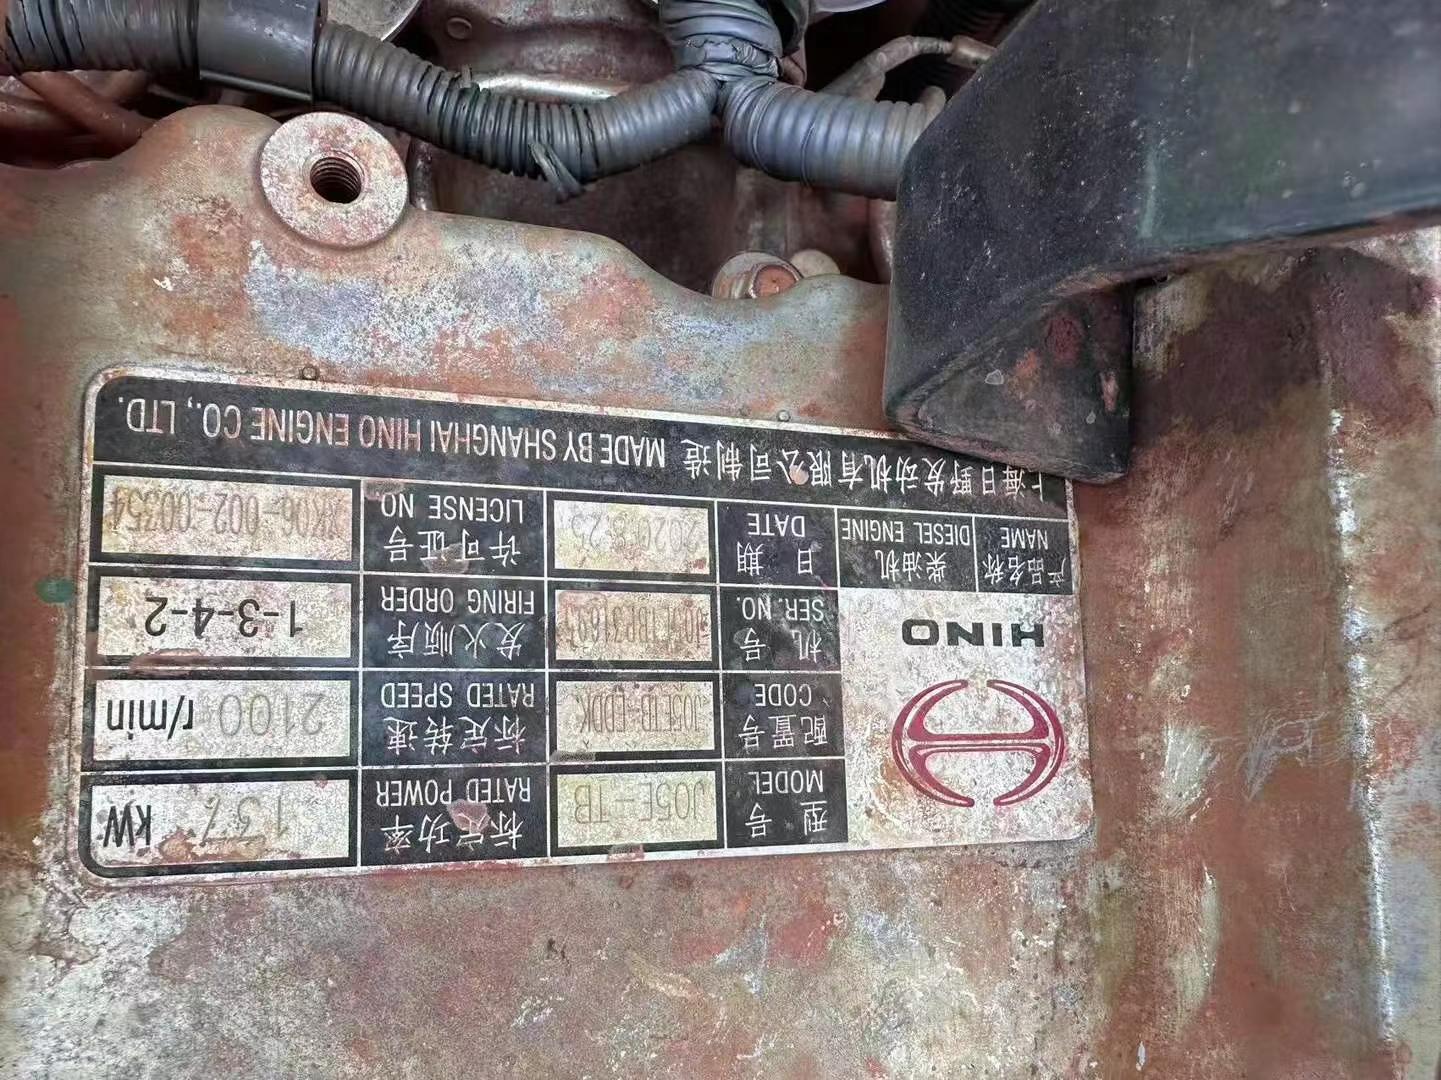 HINO
型号
MODEL
J05E-TB
标定功率
RATED POWER
kW
配置号
CODE
标定转速
RATED SPEED
2100 r/min
机号
SER. NO.
发火顺序
FIRING ORDER
1-3-4-2
产品名称
NAME
柴油机
DIESEL ENGINE
日期
DATE
许可证号
LICENSE NO
XK06-002-00354
上海日野发动机有限公司制造 MADE BY SHANGHAI HINO ENGINE CO., LTD.